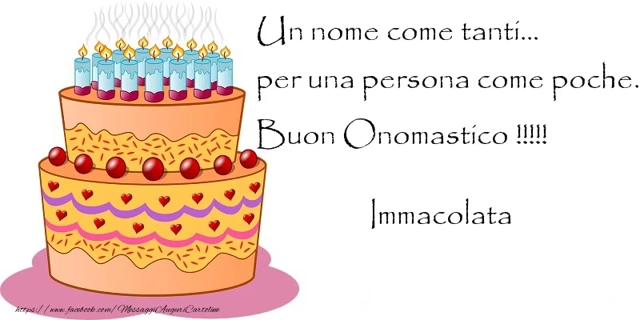 Un nome come tanti...
per una persona come poche.
Buon Onomastico !!!!!
Immacolata
https://www.facebook.com/MessaggiAuguriCartoline